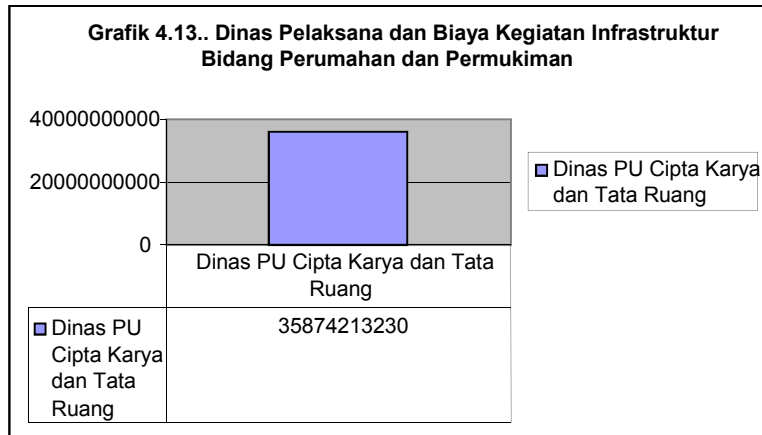 Grafik 4.13.. Dinas Pelaksana dan Biaya Kegiatan Infrastruktur
Bidang Perumahan dan Permukiman
40000000000
20000000000
0
Dinas PU Cipta Karya dan Tata
Ruang
Dinas PU Cipta Karya
dan Tata Ruang
Dinas PU
Cipta Karya
dan Tata
Ruang
35874213230